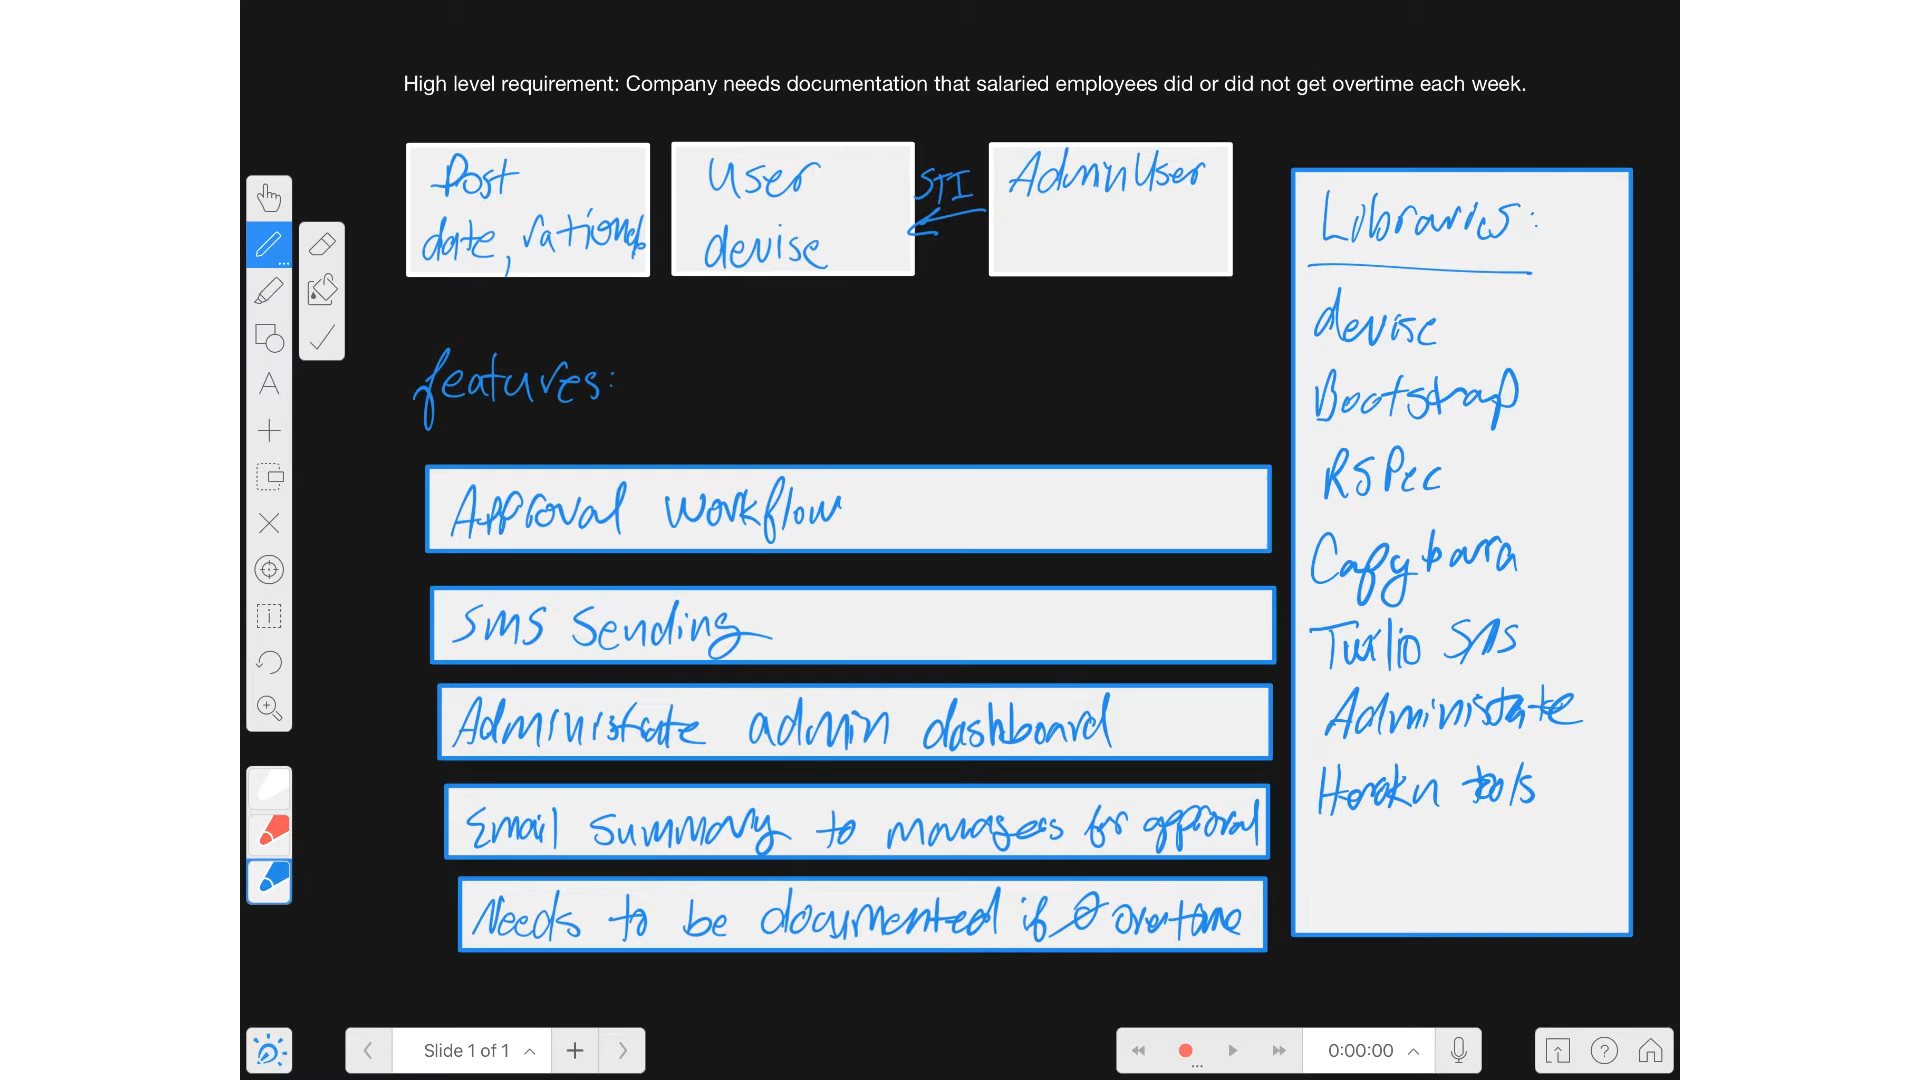 High level requirement: Company needs documentation that salaried employees did or did not get overtime each week.
Post
date, rationale
User
devise
STI
AdminUser
features:
Approval workflow
SMS Sending
Administrate admin dashboard
Email summary to managers for approval
Needs to be documented if Ø overtime
Libraries:
devise
Bootstrap
RSpec
Capybara
Twilio SMS
Administrate
Heroku tools
A
Slide 1 of 1
0:00:00